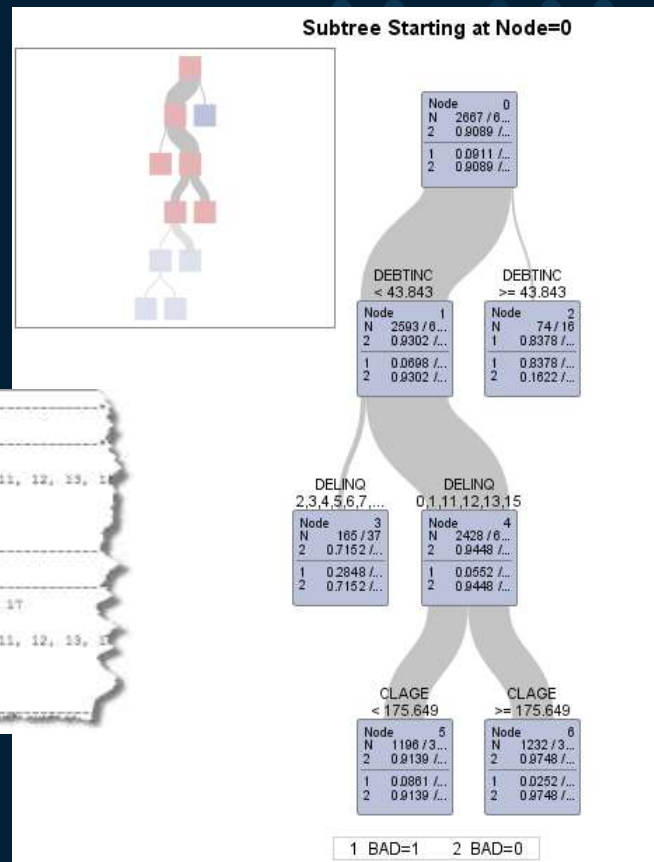 Subtree Starting at Node=0
Node 0
N 2667 / 6...
2 0.9089 /...
1 0.0911 /...
2 0.9089 /...
DEBTINC
< 43.843
DEBTINC
>= 43.843
Node 1
N 2593 / 6...
2 0.9302 /...
1 0.0698 /...
2 0.9302 /...
Node 2
N 74 / 16
1 0.8378 /...
1 0.8378 /...
2 0.1622 /...
11, 12, 13,
17
11, 12, 13,
DELINQ
2,3,4,5,6,7,...
DELINQ
0,1,11,12,13,15
Node 3
N 165 / 37
2 0.7152 /...
1 0.2848 /...
2 0.7152 /...
Node 4
N 2428 / 6...
2 0.9448 /...
1 0.0552 /...
2 0.9448 /...
CLAGE
< 175.649
CLAGE
>= 175.649
Node 5
N 1196 / 3...
2 0.9139 /...
1 0.0861 /...
2 0.9139 /...
Node 6
N 1232 / 3...
2 0.9748 /...
1 0.0252 /...
2 0.9748 /...
1 BAD=1 2 BAD=0